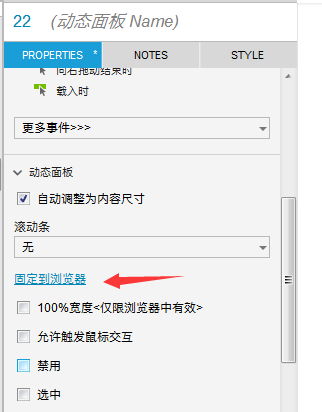 22 (动态面板 Name)
PROPERTIES * NOTES STYLE
向右拖动结束时
载入时
更多事件>>>
动态面板
自动调整为内容尺寸
滚动条
无
固定到浏览器
100%宽度<仅限浏览器中有效>
允许触发鼠标交互
禁用
选中